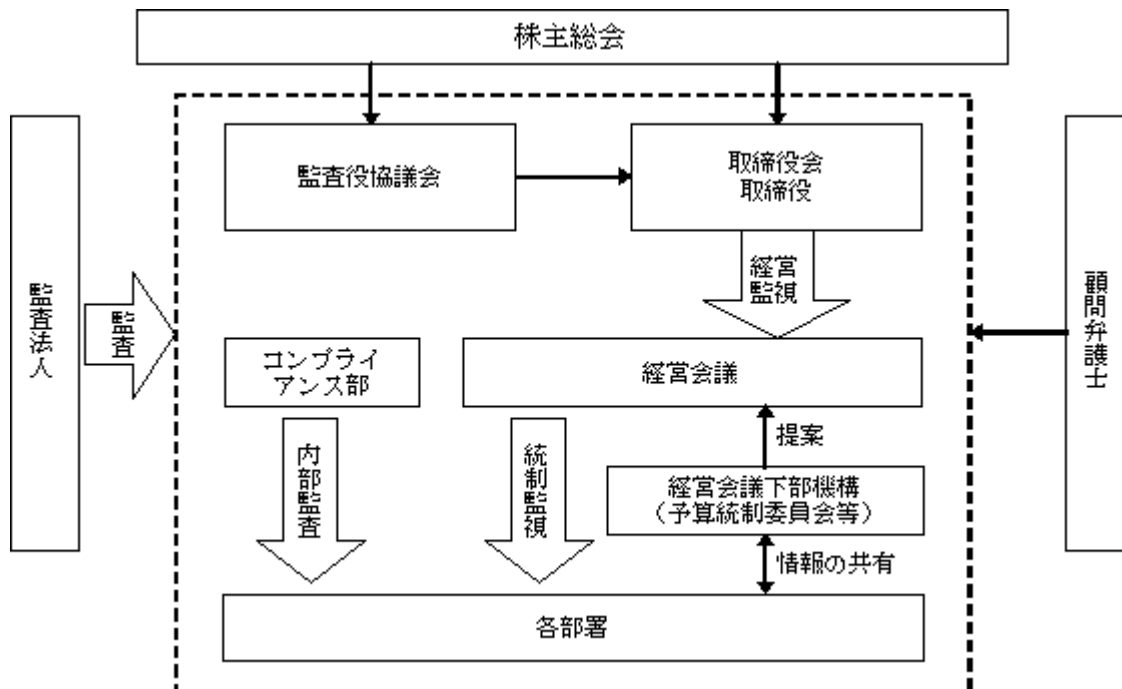 株主総会
監査役協議会
取締役会
取締役
経営
監視
監査法人
監査
顧問弁護士
コンプライ
アンス部
経営会議
提案
内部監査
統制監視
経営会議下部機構
（予算統制委員会等）
情報の共有
各部署